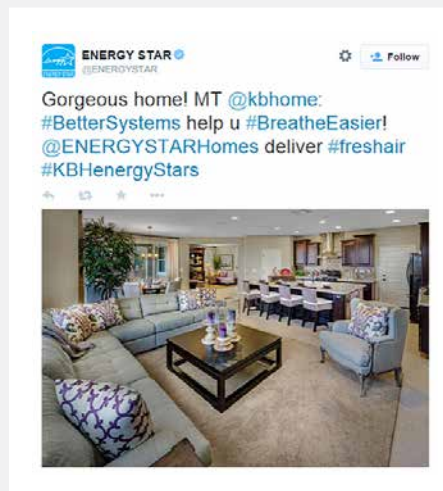 ENERGY STAR
@ENERGYSTAR
Follow
Gorgeous home! MT @kbhome:
#BetterSystems help u #BreatheEasier!
@ENERGYSTARHomes deliver #freshair
#KBHenergyStars